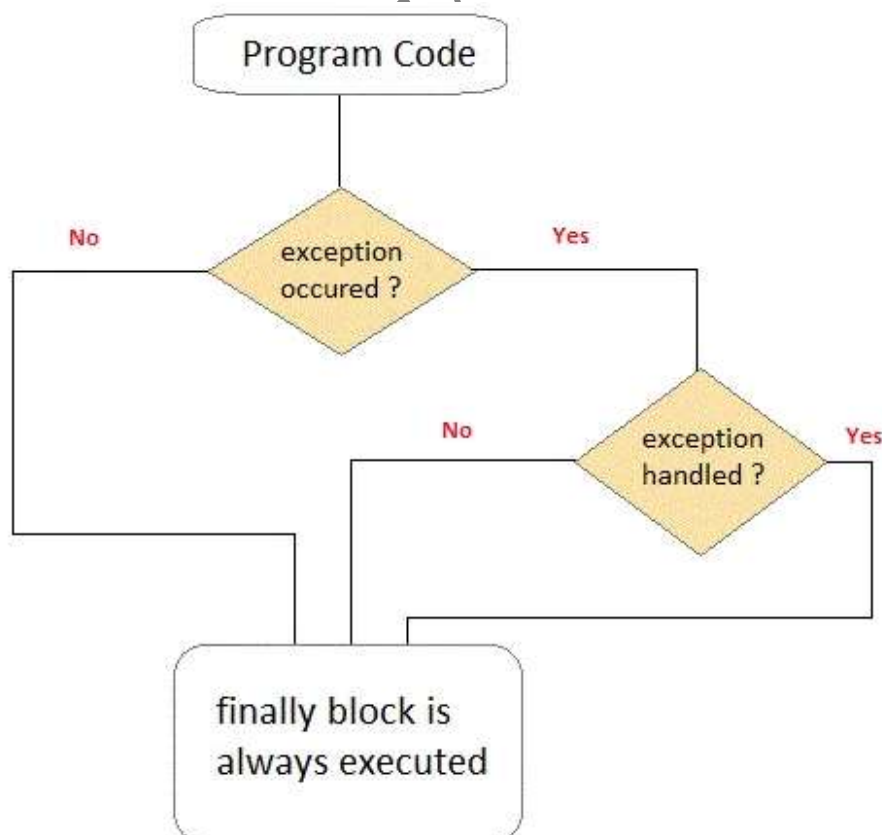 Program Code
No
Yes
exception
occured ?
No
Yes
exception
handled ?
finally block is
always executed